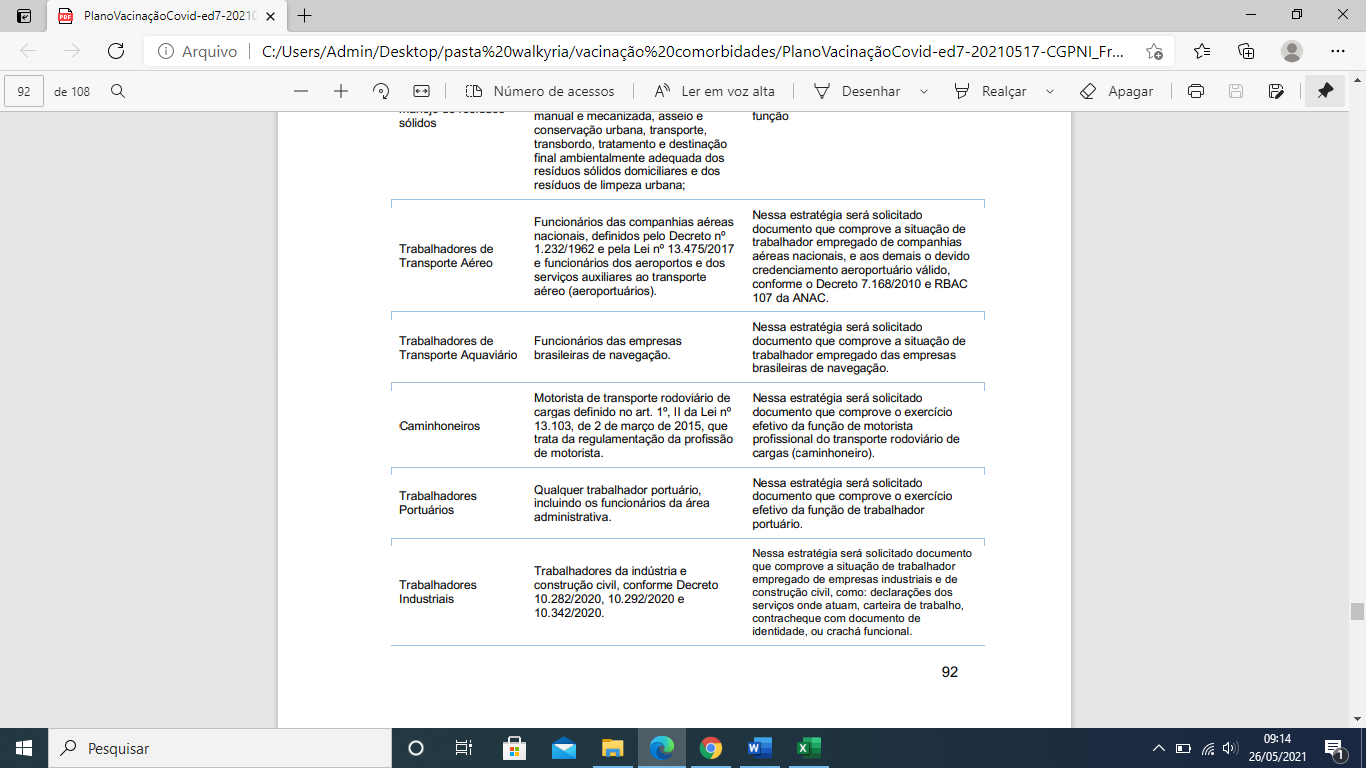 PlanoVacinaçãoCovid-ed7-20210
Arquivo
C:/Users/Admin/Desktop/pasta%20walkyria/vacinação%20comorbidades/PlanoVacinaçãoCovid-ed7-20210517-CGPNI_Fr...
92 de 108
Número de acessos
Ler em voz alta
Desenhar
Realçar
Apagar
sólidos
manual e mecanizada, asseio e
conservação urbana, transporte,
transbordo, tratamento e destinação
final ambientalmente adequada dos
resíduos sólidos domiciliares e dos
resíduos de limpeza urbana;
função
Trabalhadores de
Transporte Aéreo
Funcionários das companhias aéreas
nacionais, definidos pelo Decreto nº
1.232/1962 e pela Lei nº 13.475/2017
e funcionários dos aeroportos e dos
serviços auxiliares ao transporte
aéreo (aeroportuários).
Nessa estratégia será solicitado
documento que comprove a situação de
trabalhador empregado de companhias
aéreas nacionais, e aos demais o devido
credenciamento aeroportuário válido,
conforme o Decreto 7.168/2010 e RBAC
107 da ANAC.
Trabalhadores de
Transporte Aquaviário
Funcionários das empresas
brasileiras de navegação.
Nessa estratégia será solicitado
documento que comprove a situação de
trabalhador empregado das empresas
brasileiras de navegação.
Caminhoneiros
Motorista de transporte rodoviário de
cargas definido no art. 1º, II da Lei nº
13.103, de 2 de março de 2015, que
trata da regulamentação da profissão
de motorista.
Nessa estratégia será solicitado
documento que comprove o exercício
efetivo da função de motorista
profissional do transporte rodoviário de
cargas (caminhoneiro).
Trabalhadores
Portuários
Qualquer trabalhador portuário,
incluindo os funcionários da área
administrativa.
Nessa estratégia será solicitado
documento que comprove o exercício
efetivo da função de trabalhador
portuário.
Trabalhadores
Industriais
Trabalhadores da indústria e
construção civil, conforme Decreto
10.282/2020, 10.292/2020 e
10.342/2020.
Nessa estratégia será solicitado documento
que comprove a situação de trabalhador
empregado de empresas industriais e de
construção civil, como: declarações dos
serviços onde atuam, carteira de trabalho,
contracheque com documento de
identidade, ou crachá funcional.
92
Pesquisar
09:14
26/05/2021
1